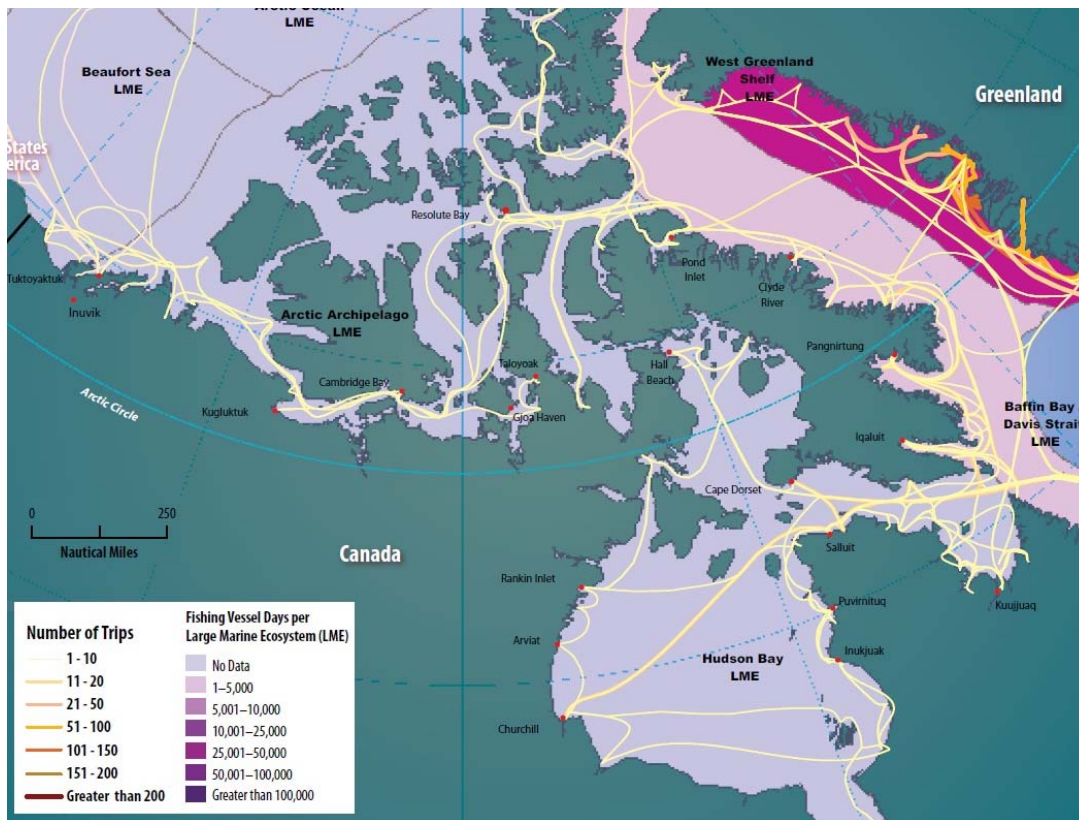 LME
Beaufort Sea
LME
West Greenland
Shelf
LME
Greenland
States
erica
Resolute Bay
Tuktoyaktuk
Inuvik
Pond
Inlet
Clyde
River
Arctic Archipelago
LME
Pangnirtung
Taloyoak
Hall
Beach
Cambridge Bay
Arctic Circle
Kugluktuk
Gjoa Haven
Baffin Bay
Davis Strait
LME
Iqaluit
Cape Dorset
0 250
Nautical Miles
Canada
Salluit
Rankin Inlet
Puvirnituq
Kuujjuaq
Arviat
Inukjuak
Hudson Bay
LME
Churchill
Number of Trips
1 - 10
11 - 20
21 - 50
51 - 100
101 - 150
151 - 200
Greater than 200
Fishing Vessel Days per
Large Marine Ecosystem (LME)
No Data
1–5,000
5,001–10,000
10,001–25,000
25,001–50,000
50,001–100,000
Greater than 100,000